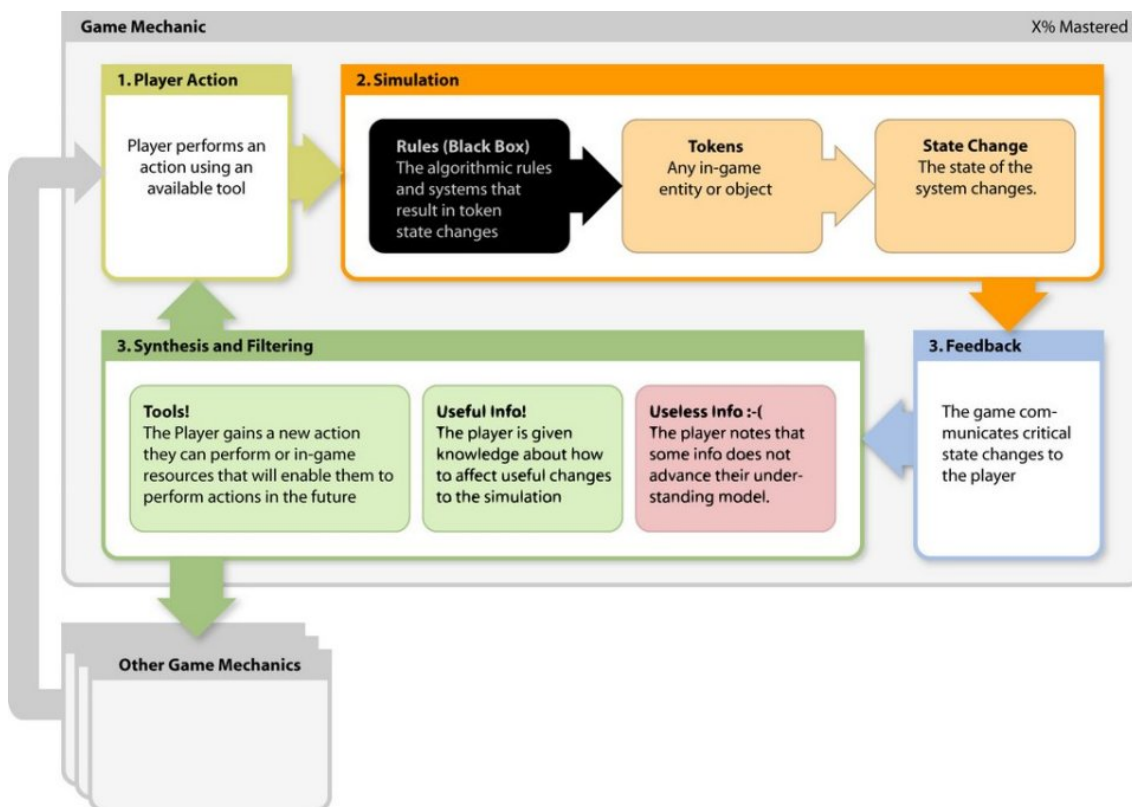 Game Mechanic
X% Mastered
1. Player Action
Player performs an
action using an
available tool
2. Simulation
Rules (Black Box)
The algorithmic rules
and systems that
result in token
state changes
Tokens
Any in-game
entity or object
State Change
The state of the
system changes.
3. Synthesis and Filtering
Tools!
The Player gains a new action
they can perform or in-game
resources that will enable them to
perform actions in the future
Useful Info!
The player is given
knowledge about how
to affect useful changes
to the simulation
Useless Info :-(
The player notes that
some info does not
advance their under-
standing model.
3. Feedback
The game com-
municates critical
state changes to
the player
Other Game Mechanics